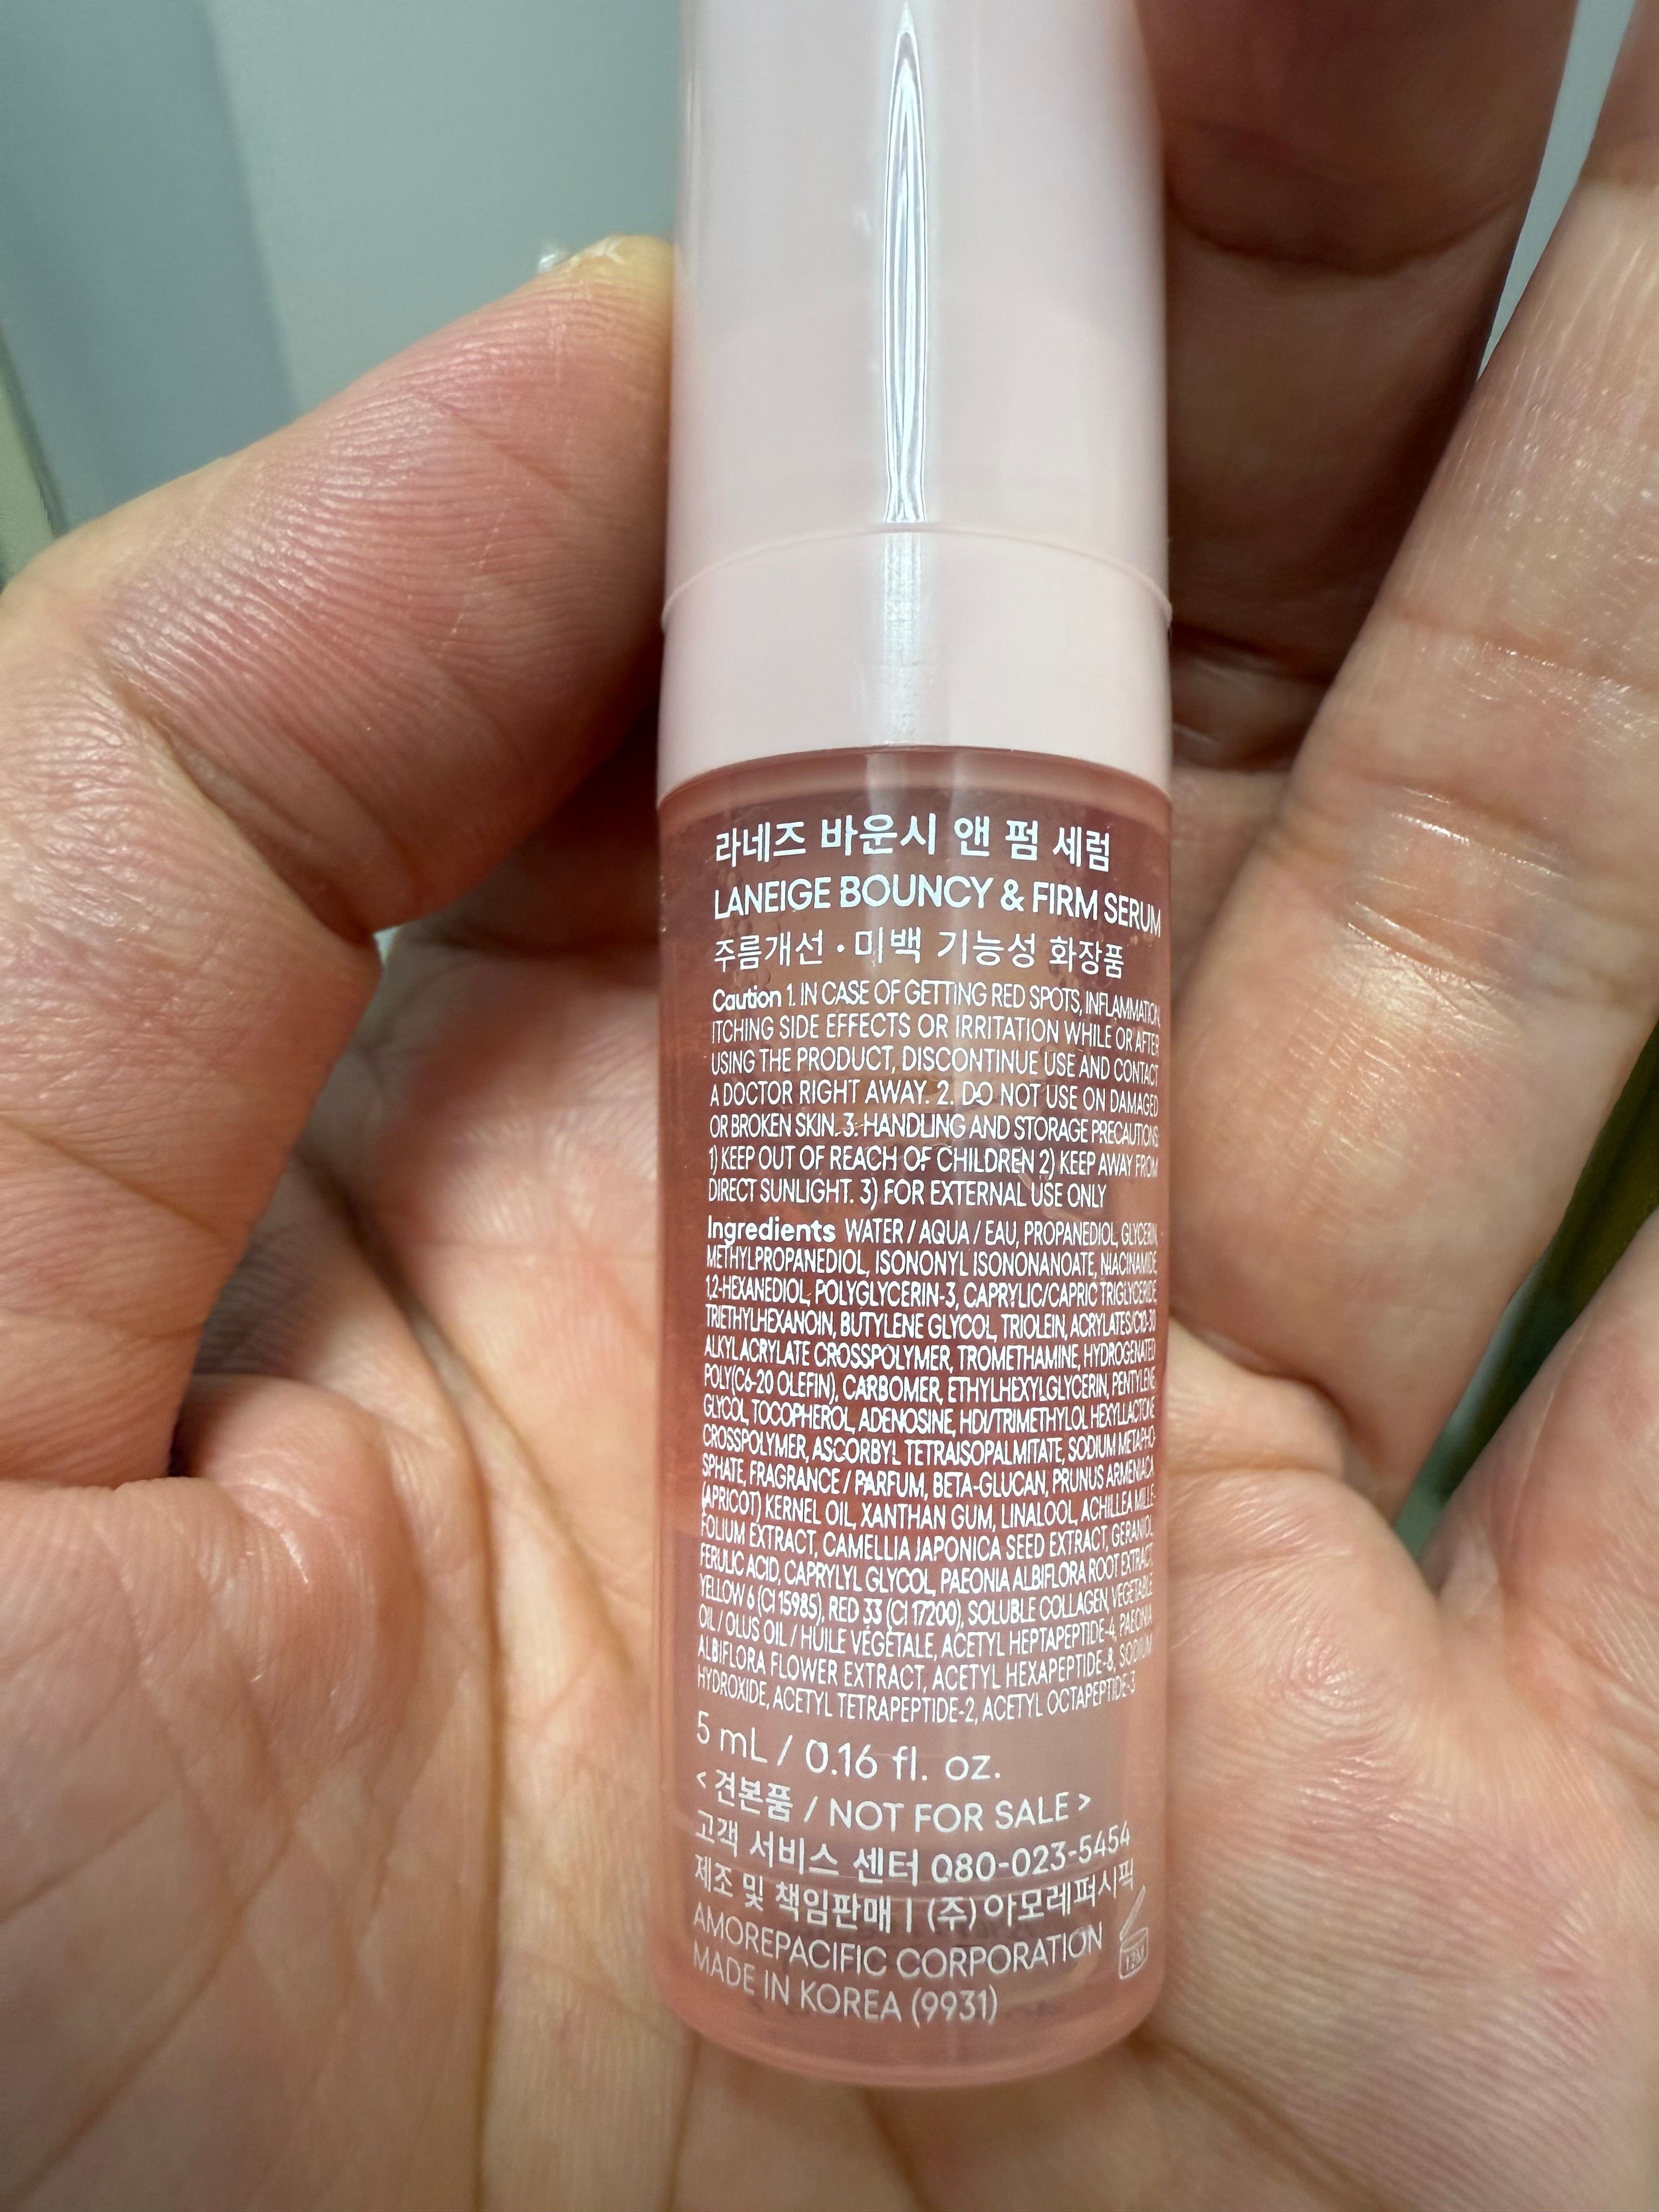 라네즈 바운시 앤 펌 세럼
LANEIGE BOUNCY & FIRM SERUM
주름개선 · 미백 기능성 화장품
Caution 1. IN CASE OF GETTING RED SPOTS, INFLAMMATION,
ITCHING SIDE EFFECTS OR IRRITATION WHILE OR AFTER
USING THE PRODUCT, DISCONTINUE USE AND CONTACT
A DOCTOR RIGHT AWAY. 2. DO NOT USE ON DAMAGED
OR BROKEN SKIN. 3. HANDLING AND STORAGE PRECAUTIONS:
1) KEEP OUT OF REACH OF CHILDREN 2) KEEP AWAY FROM
DIRECT SUNLIGHT. 3) FOR EXTERNAL USE ONLY
Ingredients WATER / AQUA / EAU, PROPANEDIOL, GLYCERIN,
METHYLPROPANEDIOL, ISONONYL ISONONANOATE, NIACINAMIDE,
1,2-HEXANEDIOL, POLYGLYCERIN-3, CAPRYLIC/CAPRIC TRIGLYCERIDE,
TRIETHYLHEXANOIN, BUTYLENE GLYCOL, TRIOLEIN, ACRYLATES/C10-30
ALKYL ACRYLATE CROSSPOLYMER, TROMETHAMINE, HYDROGENATED
POLY(C6-20 OLEFIN), CARBOMER, ETHYLHEXYLGLYCERIN, PENTYLENE
GLYCOL, TOCOPHEROL, ADENOSINE, HDI/TRIMETHYLOL HEXYLLACTONE
CROSSPOLYMER, ASCORBYL TETRAISOPALMITATE, SODIUM METAPHO-
SPHATE, FRAGRANCE / PARFUM, BETA-GLUCAN, PRUNUS ARMENIACA
(APRICOT) KERNEL OIL, XANTHAN GUM, LINALOOL, ACHILLEA MILLE-
FOLIUM EXTRACT, CAMELLIA JAPONICA SEED EXTRACT, GERANIOL,
FERULIC ACID, CAPRYLYL GLYCOL, PAEONIA ALBIFLORA ROOT EXTRACT,
YELLOW 6 (CI 15985), RED 33 (CI 17200), SOLUBLE COLLAGEN, VEGETABLE
OIL / OLUS OIL / HUILE VÉGÉTALE, ACETYL HEPTAPEPTIDE-4, PAEONIA
ALBIFLORA FLOWER EXTRACT, ACETYL HEXAPEPTIDE-8, SODIUM
HYDROXIDE, ACETYL TETRAPEPTIDE-2, ACETYL OCTAPEPTIDE-3
5 mL / 0.16 fl. oz.
< 견본품 / NOT FOR SALE >
고객 서비스 센터 080-023-5454
제조 및 책임판매 | (주)아모레퍼시픽
AMOREPACIFIC CORPORATION
MADE IN KOREA (9931)
12M